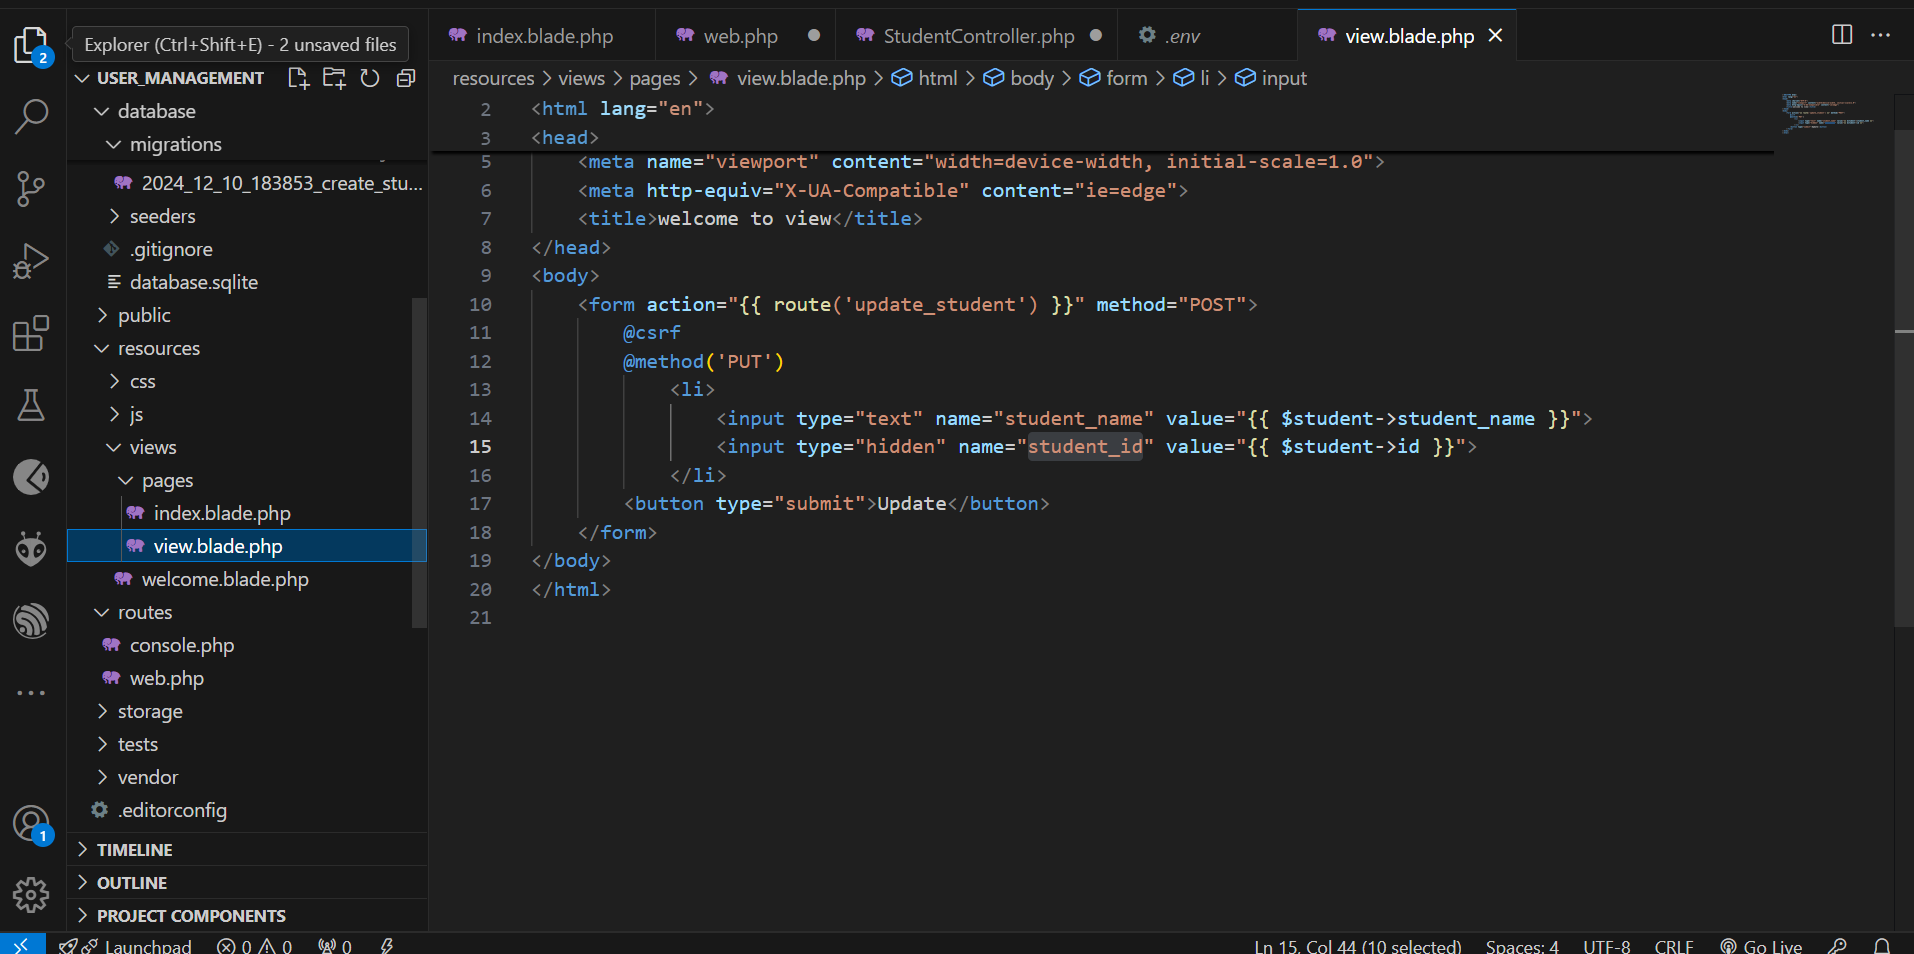 Explorer (Ctrl+Shift+E) - 2 unsaved files
2
USER_MANAGEMENT
database
migrations
2024_12_10_183853_create_stu...
seeders
.gitignore
database.sqlite
public
resources
css
js
views
pages
index.blade.php
view.blade.php
welcome.blade.php
routes
console.php
web.php
storage
tests
vendor
.editorconfig
1
TIMELINE
OUTLINE
PROJECT COMPONENTS
index.blade.php
web.php
StudentController.php
.env
view.blade.php
resources > views > pages > view.blade.php > html > body > form > li > input
2 <html lang="en">
3 <head>
5 <meta name="viewport" content="width=device-width, initial-scale=1.0">
6 <meta http-equiv="X-UA-Compatible" content="ie=edge">
7 <title>welcome to view</title>
8 </head>
9 <body>
10 <form action="{{ route('update_student') }}" method="POST">
11 @csrf
12 @method('PUT')
13 <li>
14 <input type="text" name="student_name" value="{{ $student->student_name }}">
15 <input type="hidden" name="student_id" value="{{ $student->id }}">
16 </li>
17 <button type="submit">Update</button>
18 </form>
19 </body>
20 </html>
21
Launchpad 0 0 0 Ln 15, Col 44 (10 selected) Spaces: 4 UTF-8 CRLF Go Live